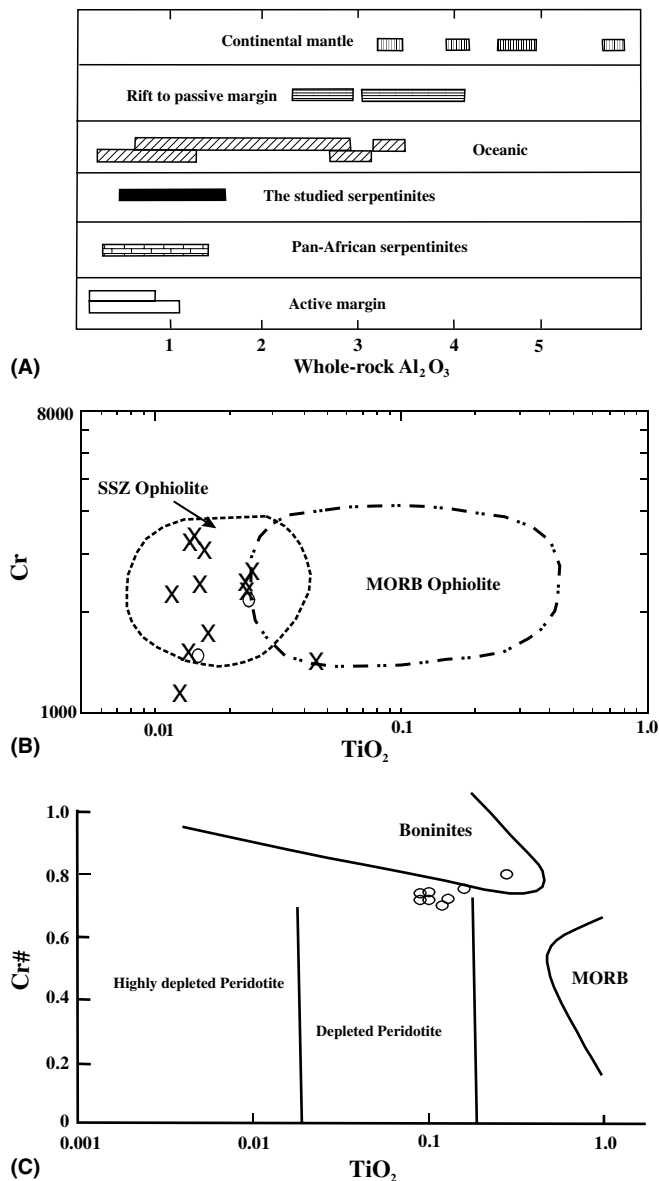 Continental mantle
Rift to passive margin
Oceanic
The studied serpentinites
Pan-African serpentinites
Active margin
1 2 3 4 5
(A)
Whole-rock Al₂O₃
8000
SSZ Ophiolite
Cr
MORB Ophiolite
1000
0.01 0.1 1.0
(B)
TiO₂
1.0
Boninites
0.8
0.6
Cr#
MORB
Highly depleted Peridotite
0.4
Depleted Peridotite
0.2
0
0.001 0.01 0.1 1.0
(C)
TiO₂